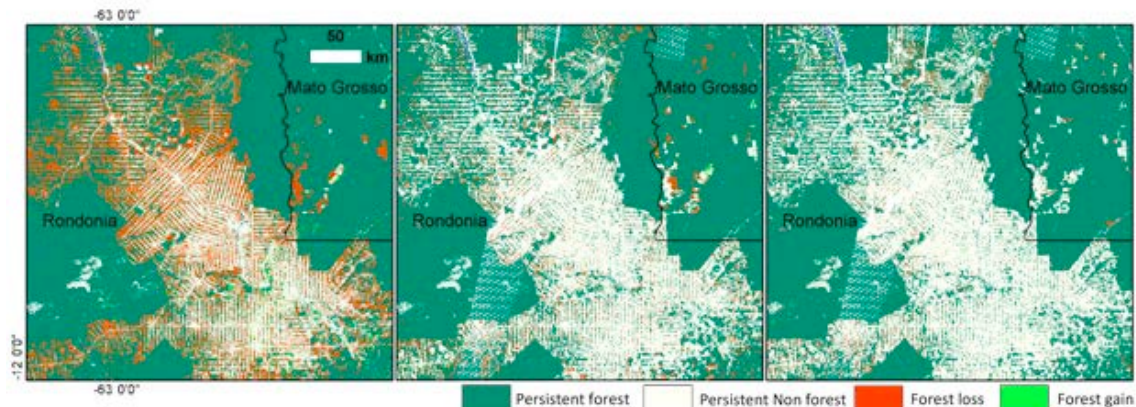 -63 0'0"
50
km
Mato Grosso
Mato Grosso
Mato Grosso
Rondonia
Rondonia
Rondonia
-12 0'0"
-63 0'0"
Persistent forest
Persistent Non forest
Forest loss
Forest gain